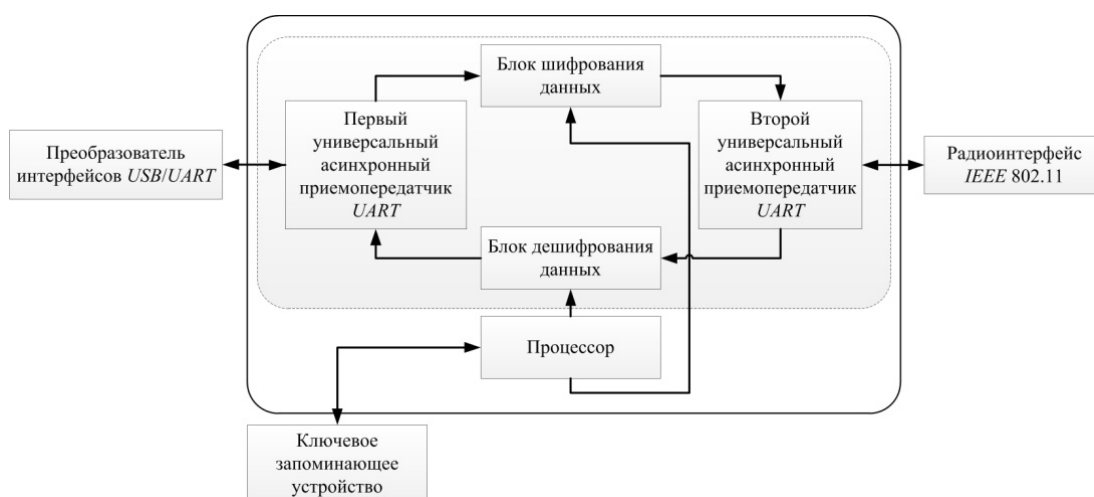 Блок шифрования
данных
Первый
универсальный
асинхронный
приемопередатчик
UART
Второй
универсальный
асинхронный
приемопередатчик
UART
Преобразователь
интерфейсов USB/UART
Радиоинтерфейс
IEEE 802.11
Блок дешифрования
данных
Процессор
Ключевое
запоминающее
устройство